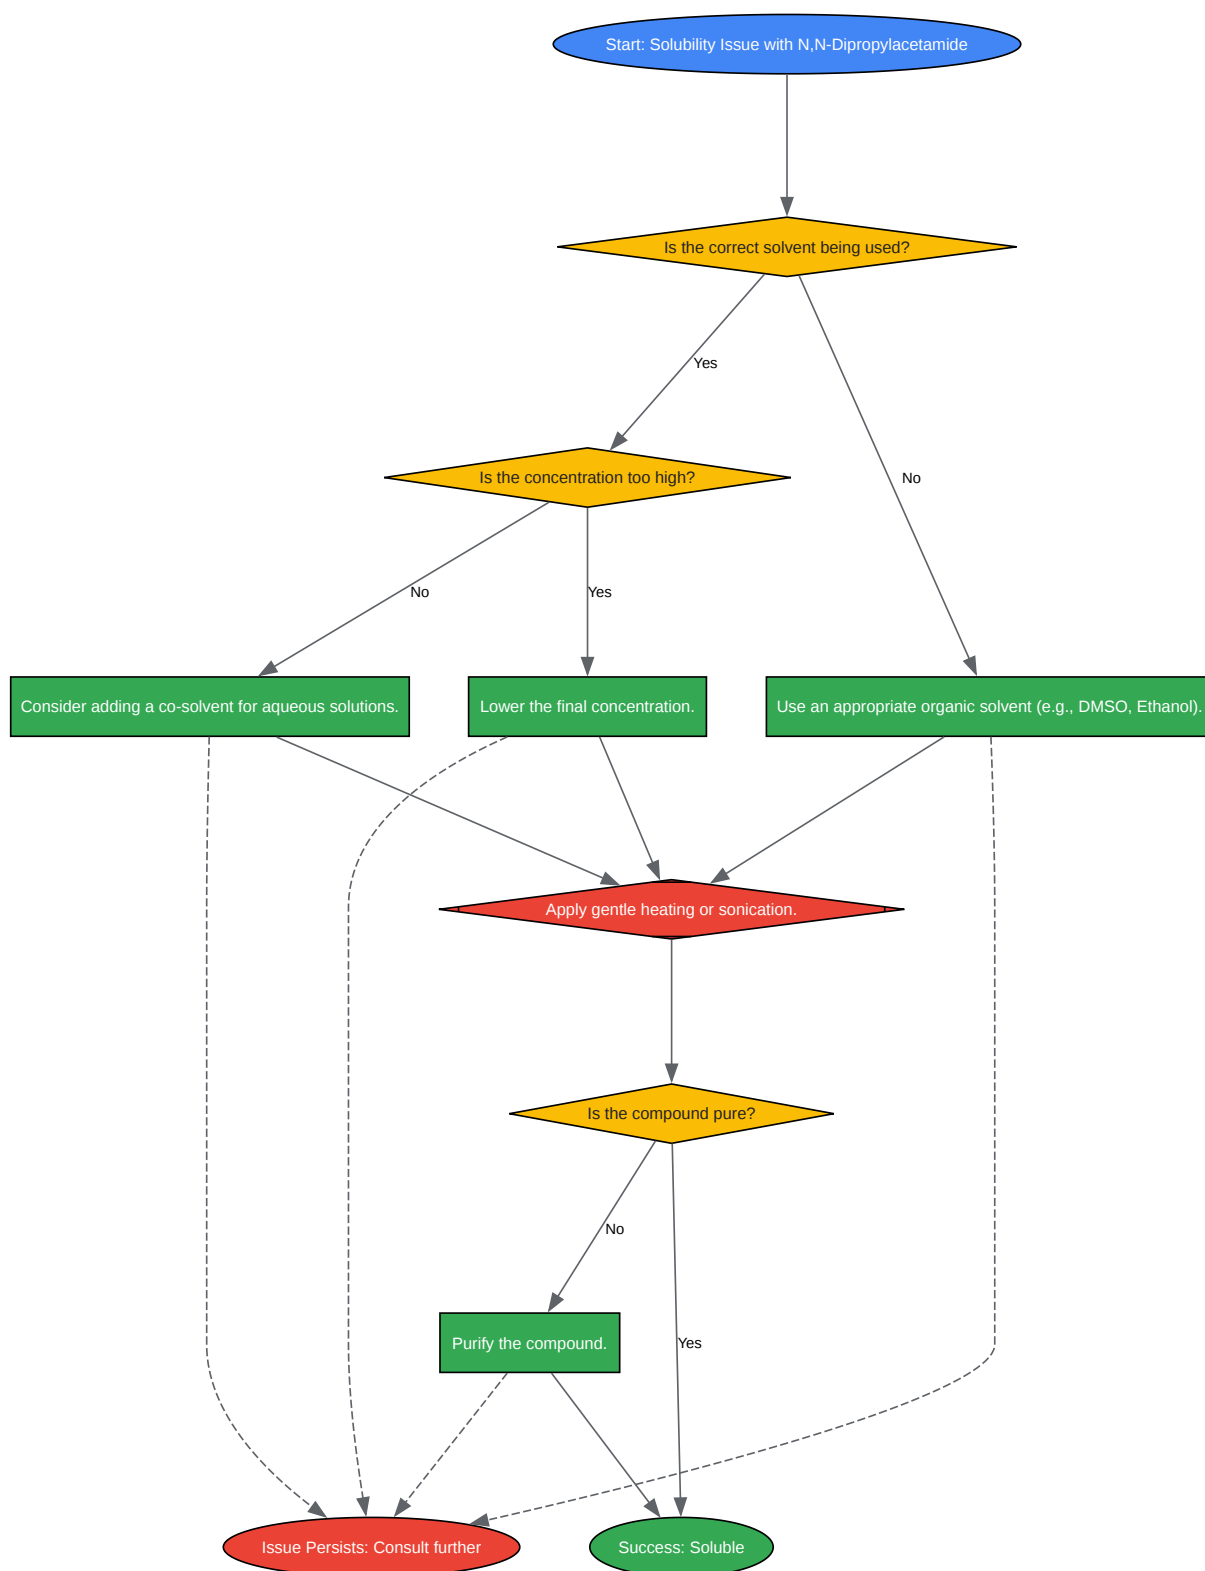 Start: Solubility Issue with N,N-Dipropylacetamide
Is the correct solvent being used?
Yes
Is the concentration too high?
No
No
Yes
Consider adding a co-solvent for aqueous solutions.
Lower the final concentration.
Use an appropriate organic solvent (e.g., DMSO, Ethanol).
Apply gentle heating or sonication.
Is the compound pure?
No
Purify the compound.
Yes
Issue Persists: Consult further
Success: Soluble